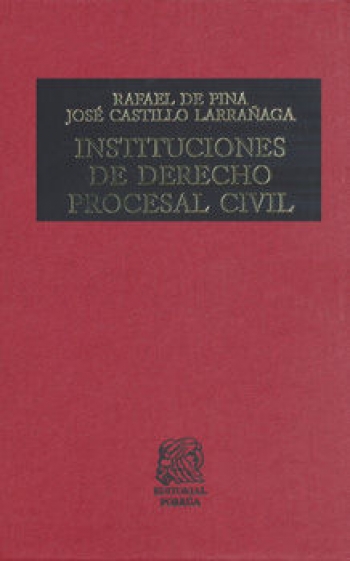 RAFAEL DE PINA
JOSÉ CASTILLO LARRAÑAGA
INSTITUCIONES
DE DERECHO
PROCESAL CIVIL
EDITORIAL
PORRÚA